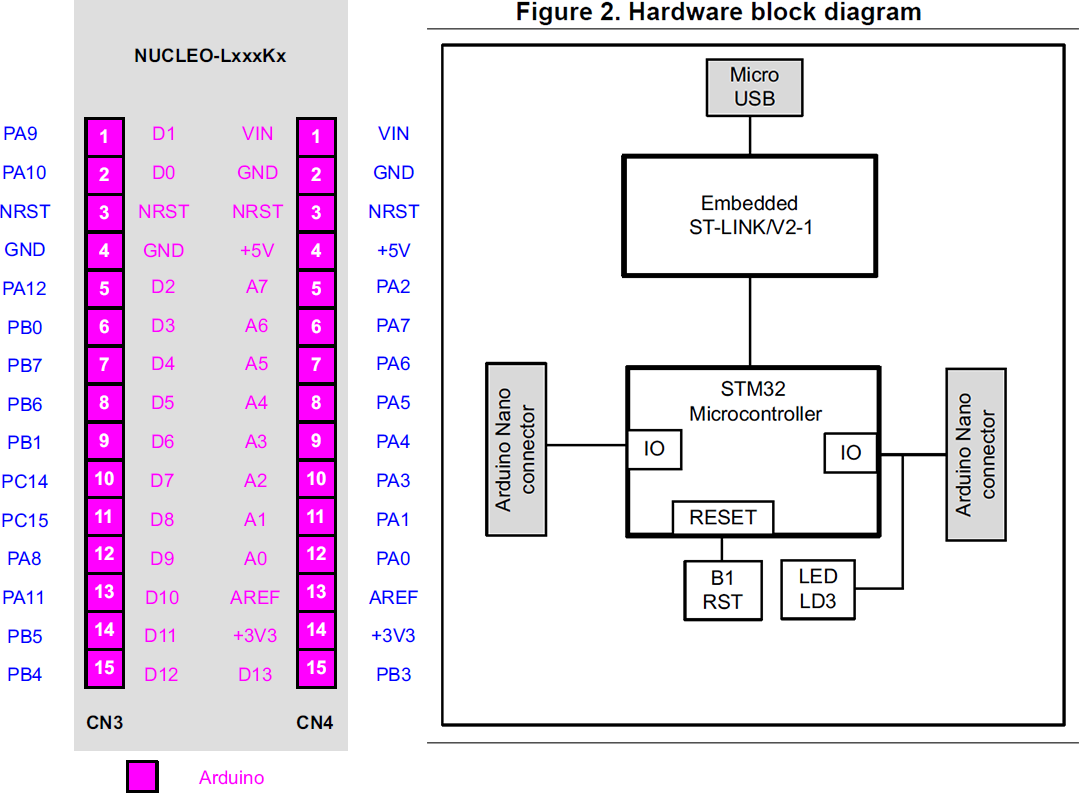 NUCLEO-LxxxKx
PA9 1 D1 VIN 1 VIN
PA10 2 D0 GND 2 GND
NRST 3 NRST NRST 3 NRST
GND 4 GND +5V 4 +5V
PA12 5 D2 A7 5 PA2
PB0 6 D3 A6 6 PA7
PB7 7 D4 A5 7 PA6
PB6 8 D5 A4 8 PA5
PB1 9 D6 A3 9 PA4
PC14 10 D7 A2 10 PA3
PC15 11 D8 A1 11 PA1
PA8 12 D9 A0 12 PA0
PA11 13 D10 AREF 13 AREF
PB5 14 D11 +3V3 14 +3V3
PB4 15 D12 D13 15 PB3
CN3 CN4
Arduino
Figure 2. Hardware block diagram
Micro
USB
Embedded
ST-LINK/V2-1
STM32
Microcontroller
Arduino Nano
connector
IO
IO
Arduino Nano
connector
RESET
B1
RST
LED
LD3